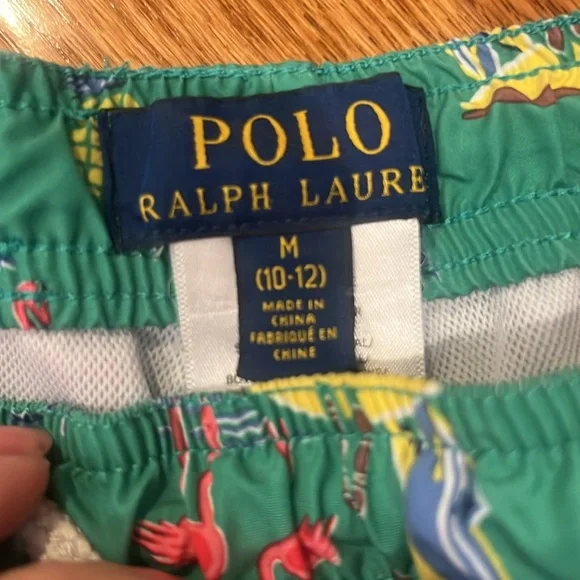 POLO
RALPH LAURE
M
(10-12)
MADE IN
CHINA
FABRIQUÉ EN
CHINE